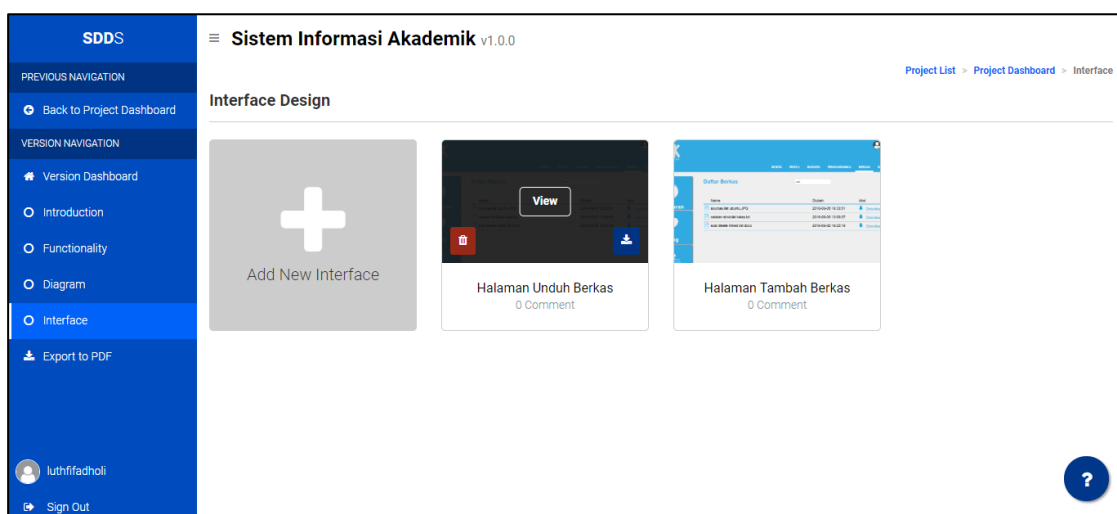 SDDS
PREVIOUS NAVIGATION
Back to Project Dashboard
VERSION NAVIGATION
Version Dashboard
Introduction
Functionality
Diagram
Interface
Export to PDF
luthfifadholi
Sign Out
Sistem Informasi Akademik v1.0.0
Project List > Project Dashboard > Interface
Interface Design
Add New Interface
View
Halaman Unduh Berkas
0 Comment
Daftar Berkas
Halaman Tambah Berkas
0 Comment
?